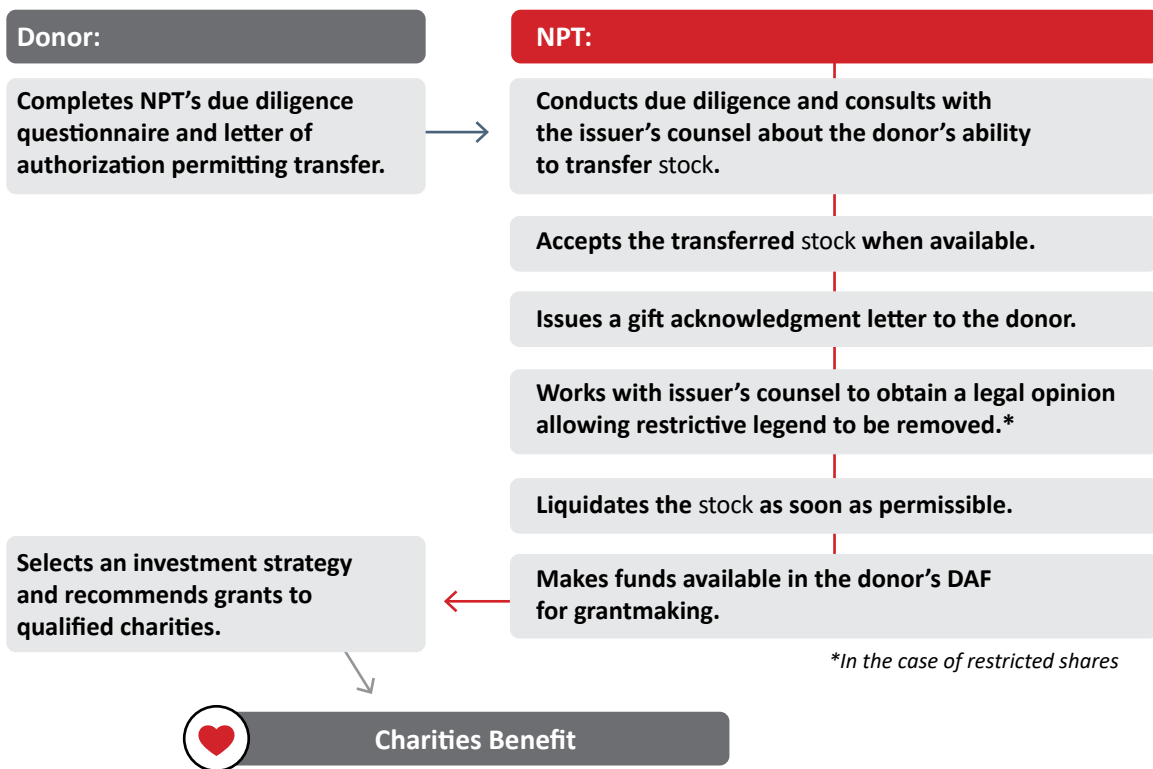 Donor:
Completes NPT's due diligence
questionnaire and letter of
authorization permitting transfer.
NPT:
Conducts due diligence and consults with
the issuer's counsel about the donor's ability
to transfer stock.
Accepts the transferred stock when available.
Issues a gift acknowledgment letter to the donor.
Works with issuer's counsel to obtain a legal opinion
allowing restrictive legend to be removed.*
Liquidates the stock as soon as permissible.
Makes funds available in the donor's DAF
for grantmaking.
*In the case of restricted shares
Selects an investment strategy
and recommends grants to
qualified charities.
Charities Benefit